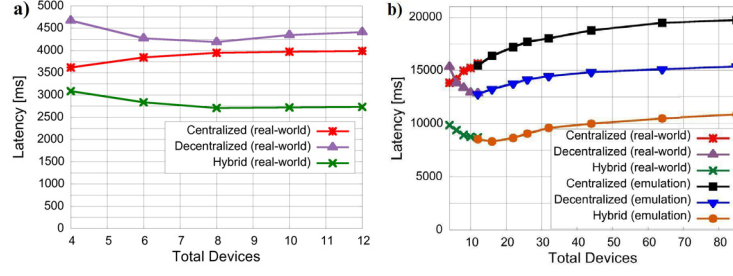 a)
5000
4500
4000
3500
3000
2500
2000
1500
1000
500
0
Latency [ms]
Centralized (real-world)
Decentralized (real-world)
Hybrid (real-world)
4 5 6 7 8 9 10 11 12
Total Devices
b)
20000
15000
10000
5000
0
Latency [ms]
Centralized (real-world)
Decentralized (real-world)
Hybrid (real-world)
Centralized (emulation)
Decentralized (emulation)
Hybrid (emulation)
10 20 30 40 50 60 70 80
Total Devices